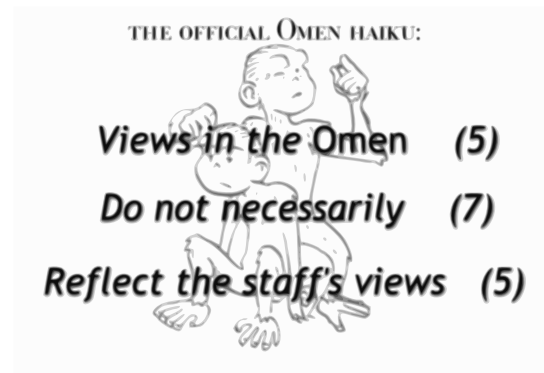 THE OFFICIAL OMEN HAIKU:
Views in the Omen (5)
Do not necessarily (7)
Reflect the staff's views (5)